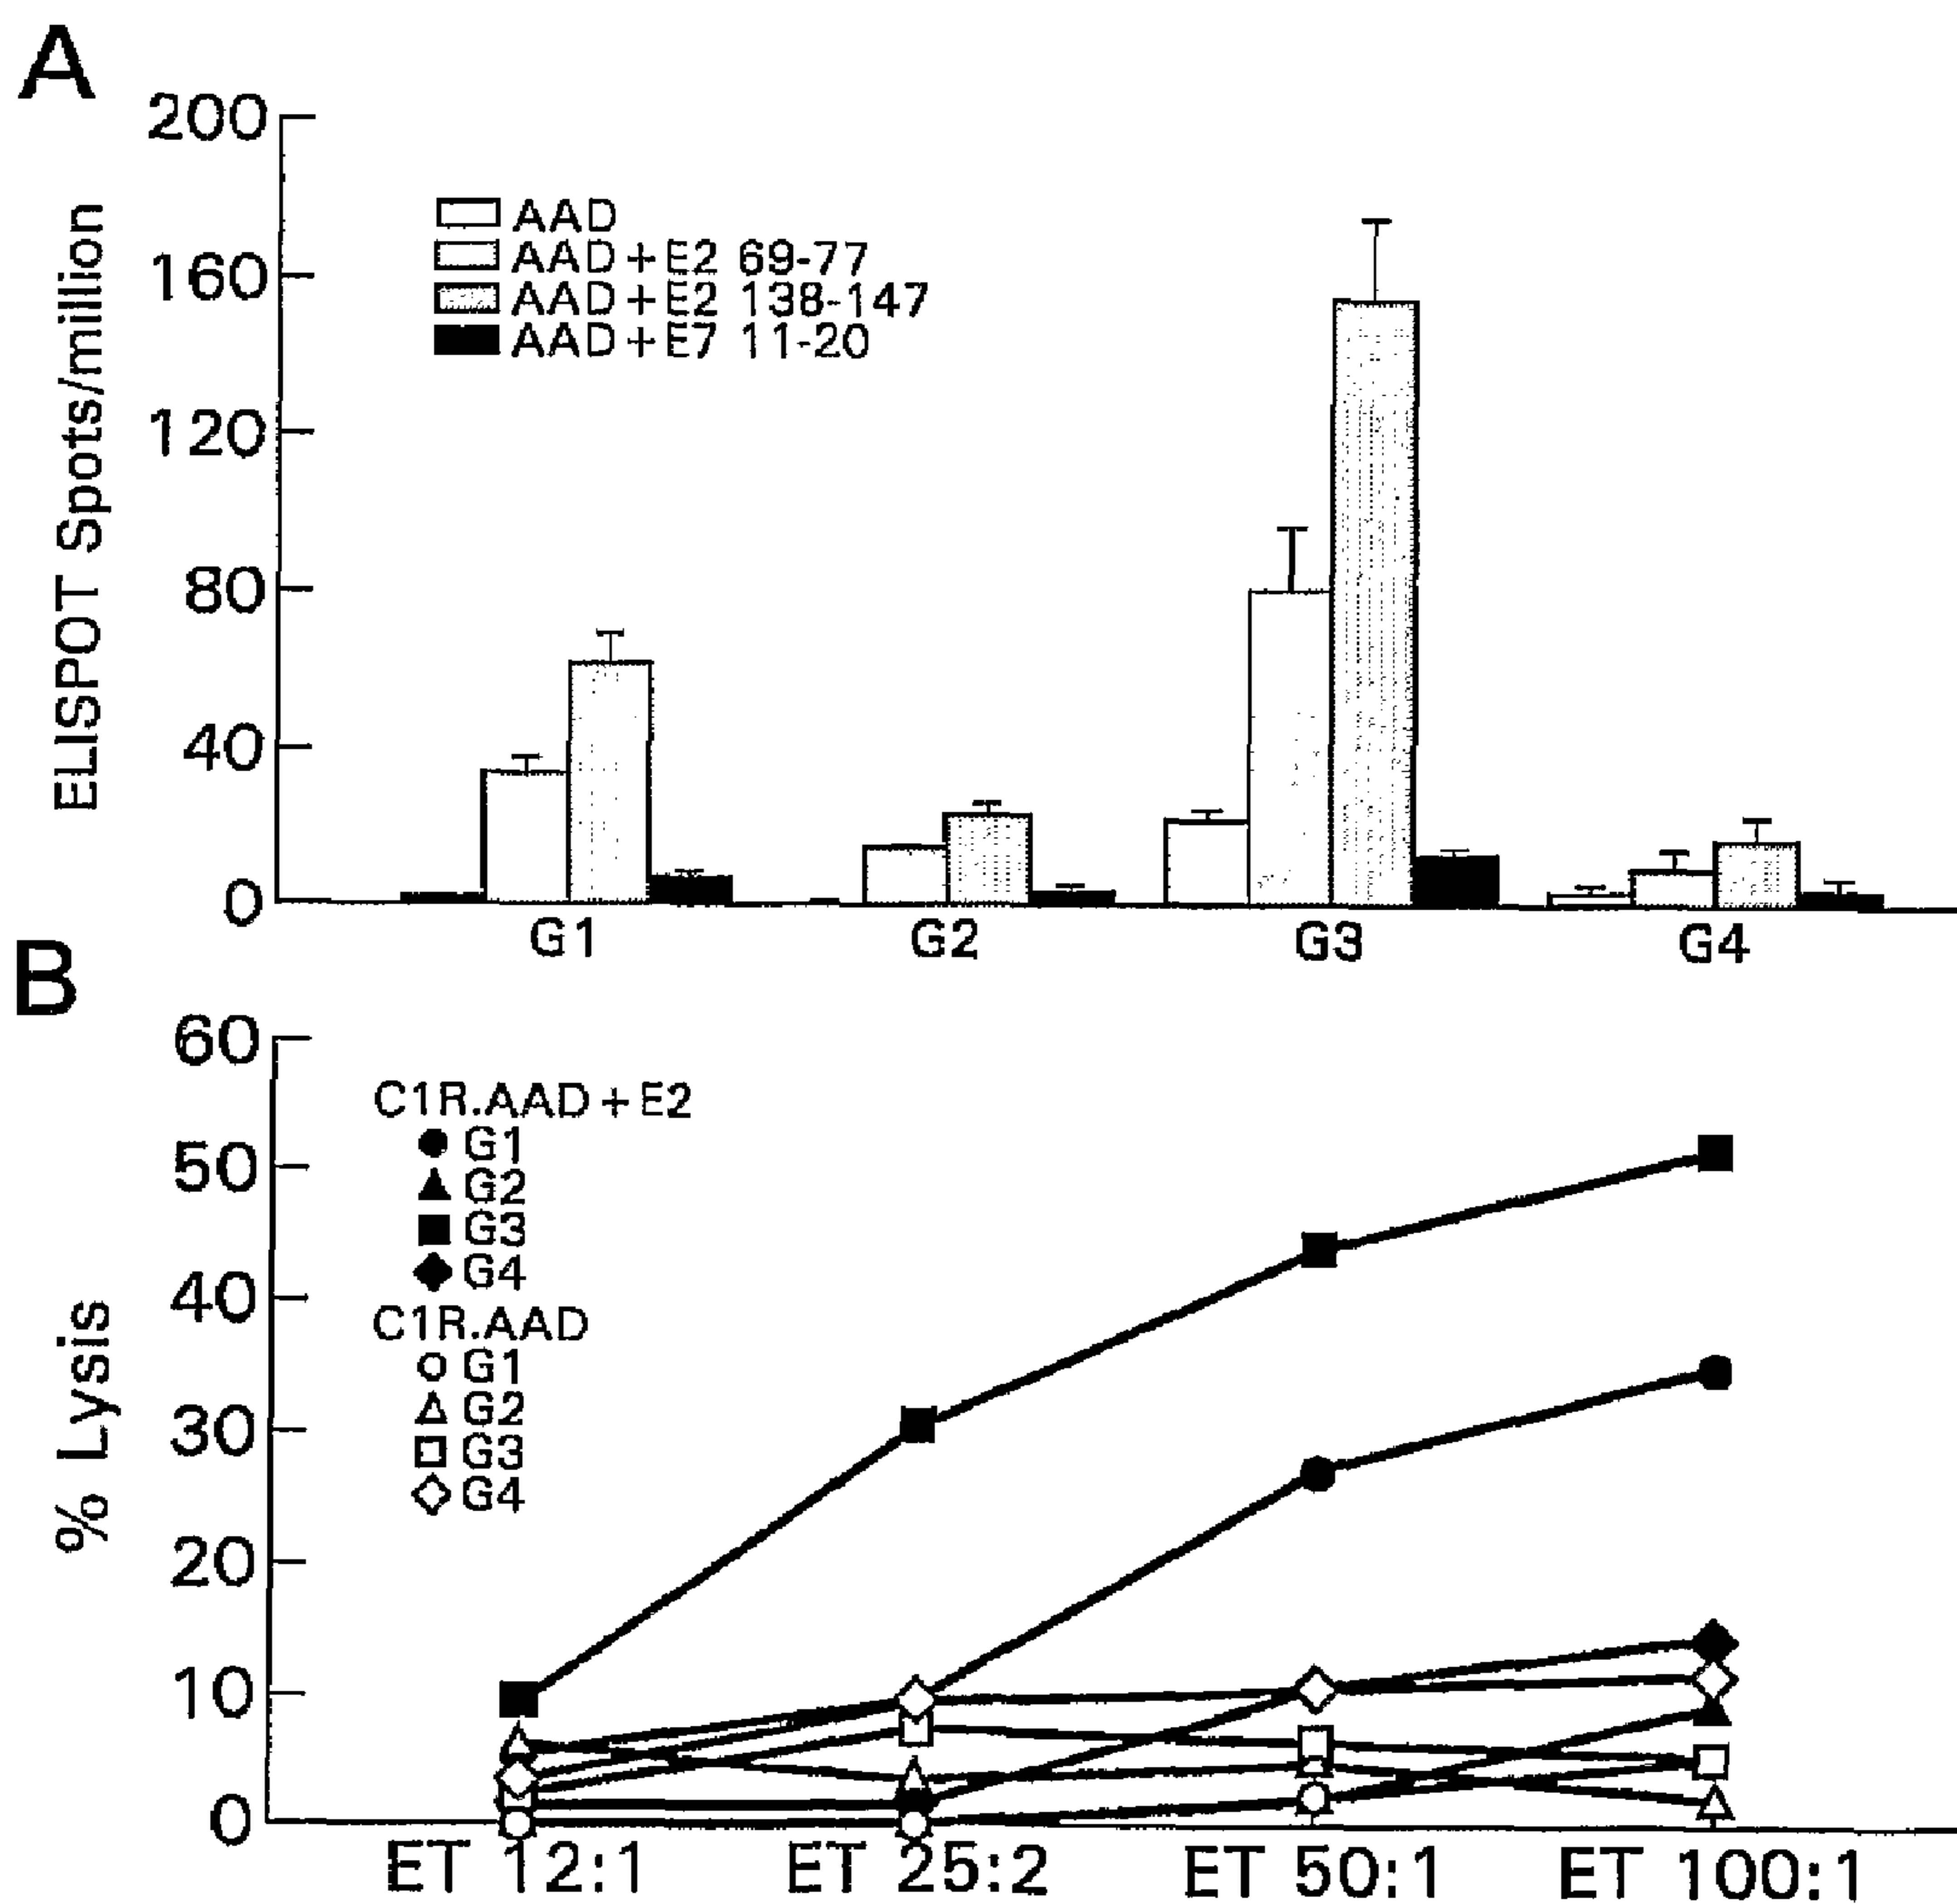 A
200
160
120
80
40
0
ELISPOT Spots/million
AAD
AAD+E2 69-77
AAD+E2 138-147
AAD+E7 11-20
G1 G2 G3 G4
B
60
50
40
30
20
10
0
% Lysis
C1R.AAD+E2
G1
G2
G3
G4
C1R.AAD
G1
G2
G3
G4
ET 12:1 ET 25:2 ET 50:1 ET 100:1